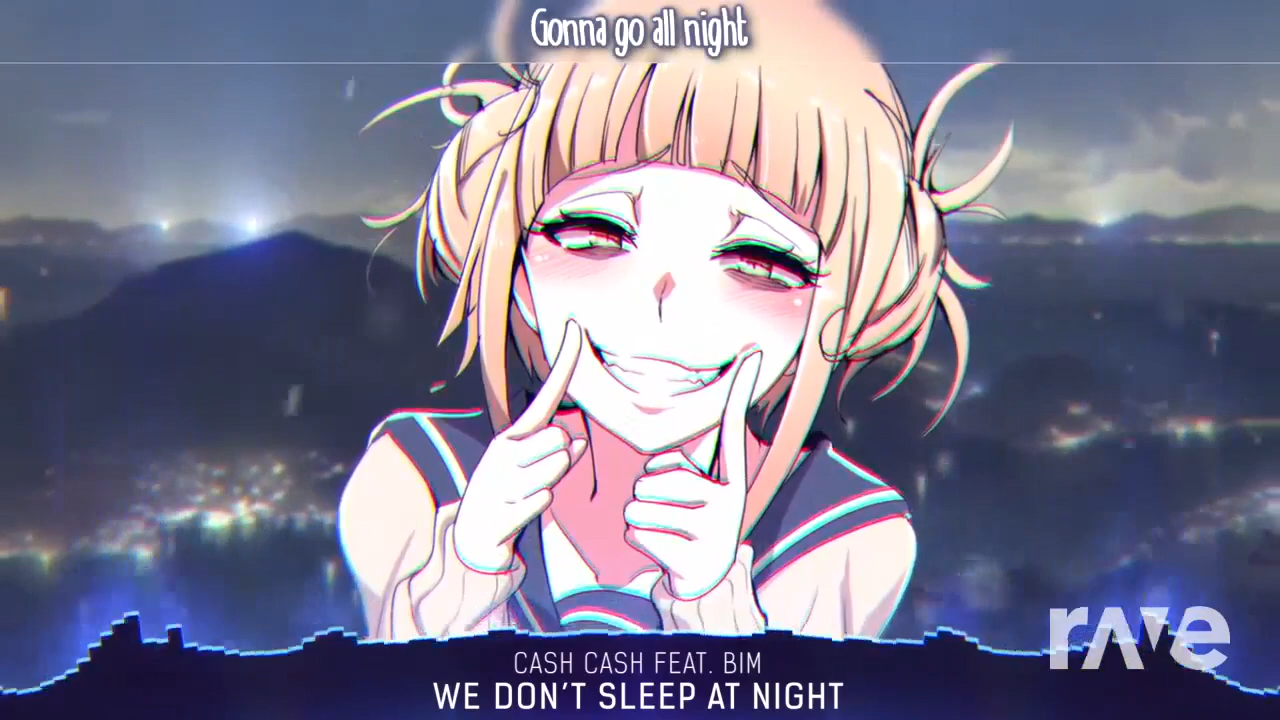 Gonna go all night
rave
CASH CASH FEAT. BIM
WE DON'T SLEEP AT NIGHT